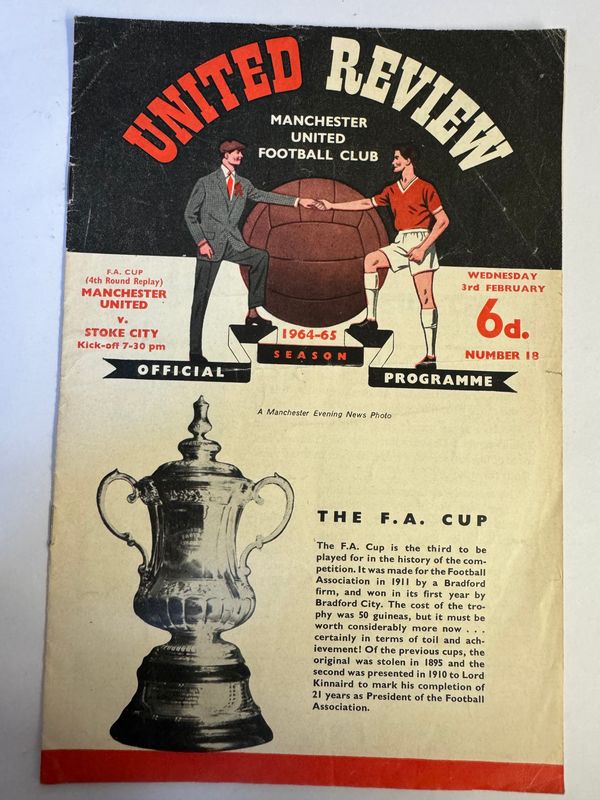 UNITED REVIEW
MANCHESTER
UNITED
FOOTBALL CLUB
F.A. CUP
(4th Round Replay)
MANCHESTER
UNITED
v.
STOKE CITY
Kick-off 7-30 pm
WEDNESDAY
3rd FEBRUARY
6d.
NUMBER 18
1964-65
SEASON
OFFICIAL
PROGRAMME
A Manchester Evening News Photo
THE F.A. CUP
The F.A. Cup is the third to be
played for in the history of the com-
petition. It was made for the Football
Association in 1911 by a Bradford
firm, and won in its first year by
Bradford City. The cost of the tro-
phy was 50 guineas, but it must be
worth considerably more now . . .
certainly in terms of toil and ach-
ievement! Of the previous cups, the
original was stolen in 1895 and the
second was presented in 1910 to Lord
Kinnaird to mark his completion of
21 years as President of the Football
Association.